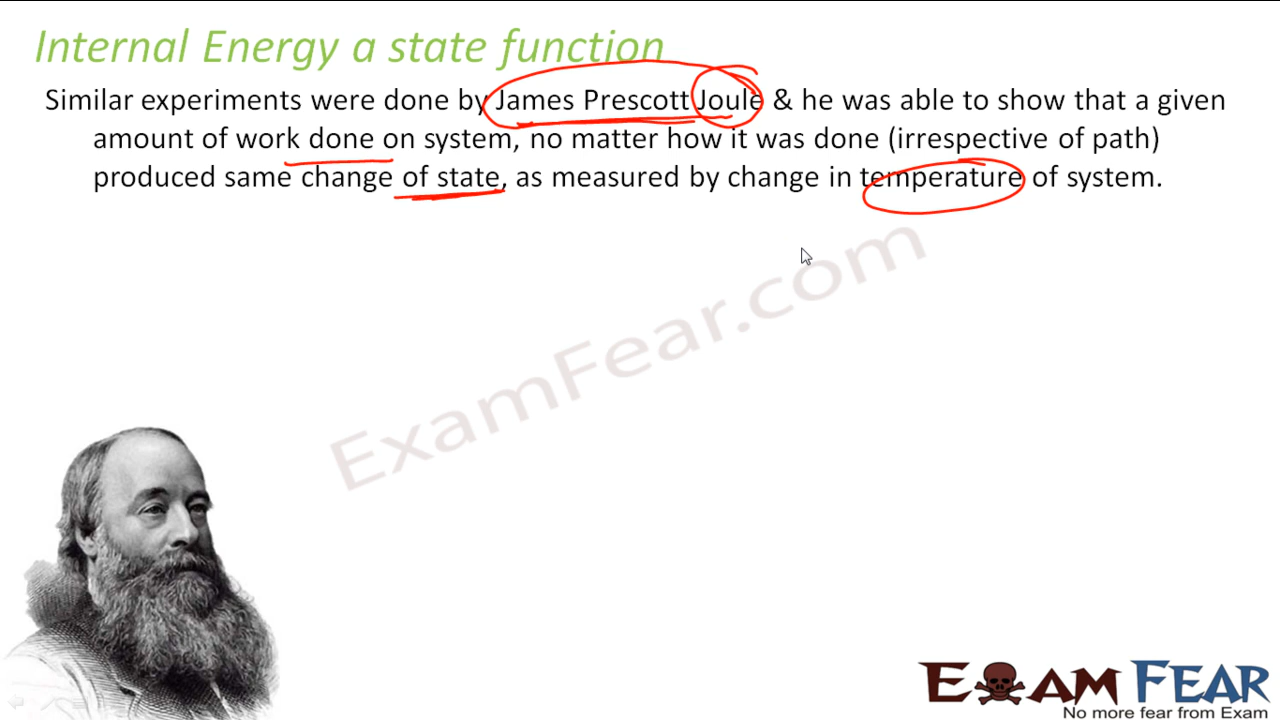 Internal Energy a state function
Similar experiments were done by James Prescott Joule & he was able to show that a given
amount of work done on system, no matter how it was done (irrespective of path)
produced same change of state, as measured by change in temperature of system.
ExamFear.com
EXAM FEAR
No more fear from Exam